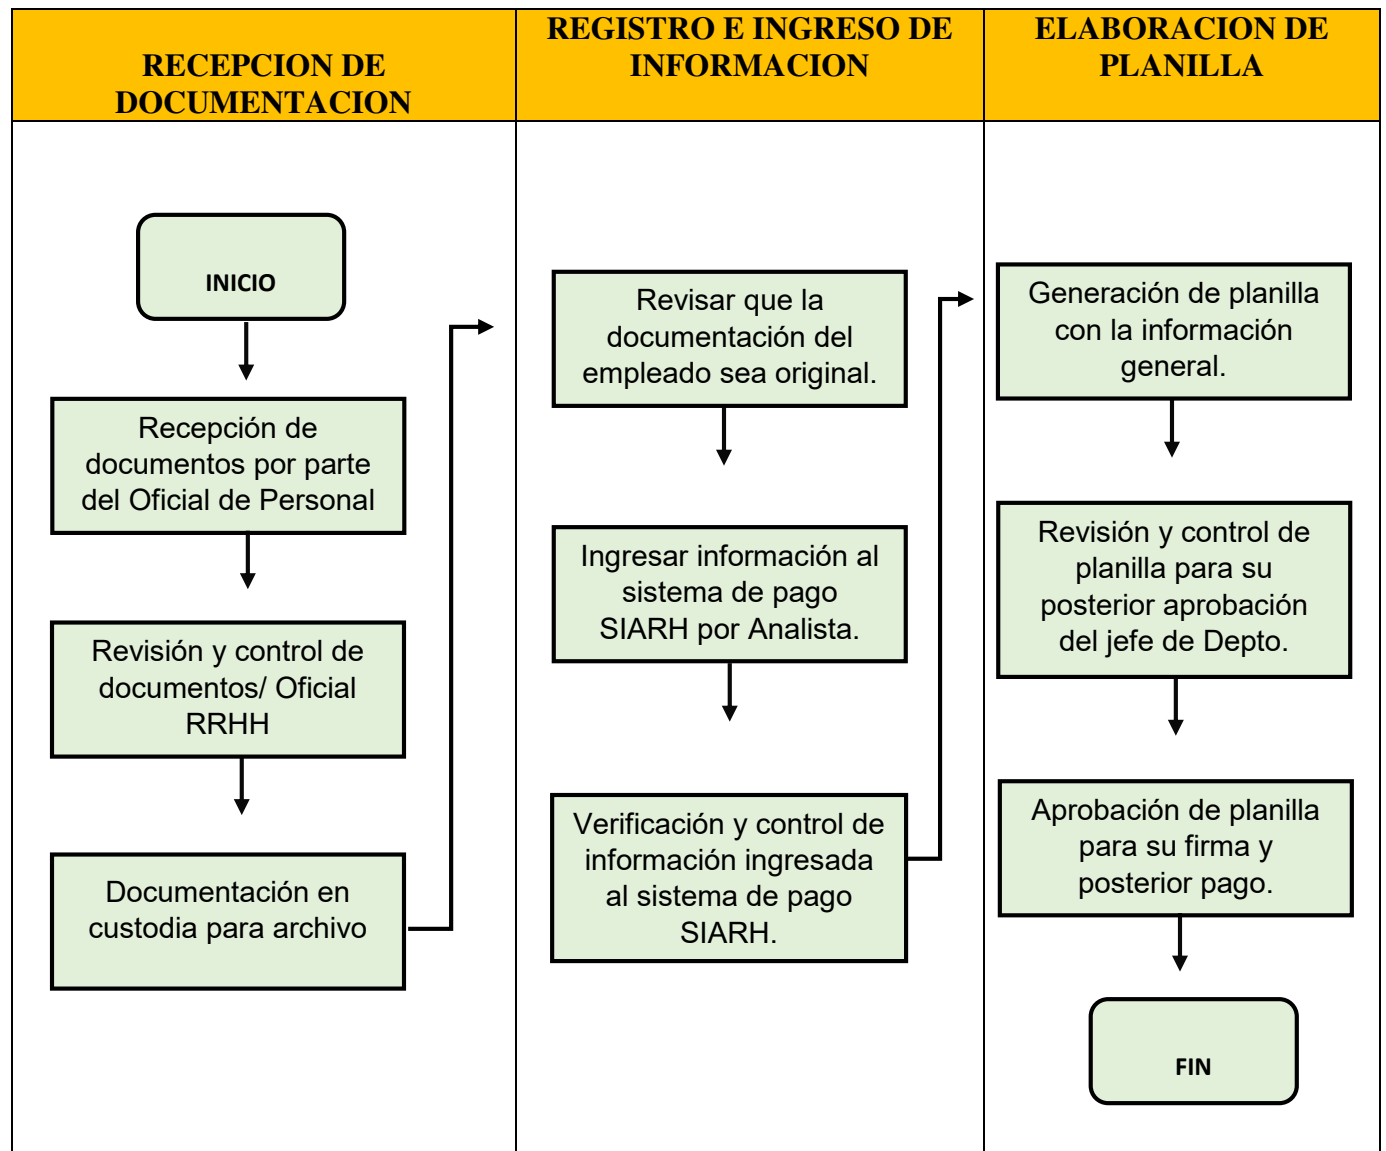 RECEPCION DE
DOCUMENTACION
REGISTRO E INGRESO DE
INFORMACION
ELABORACION DE
PLANILLA
INICIO
Recepción de
documentos por parte
del Oficial de Personal
Revisión y control de
documentos/ Oficial
RRHH
Documentación en
custodia para archivo
Revisar que la
documentación del
empleado sea original.
Ingresar información al
sistema de pago
SIARH por Analista.
Verificación y control de
información ingresada
al sistema de pago
SIARH.
Generación de planilla
con la información
general.
Revisión y control de
planilla para su
posterior aprobación
del jefe de Depto.
Aprobación de planilla
para su firma y
posterior pago.
FIN